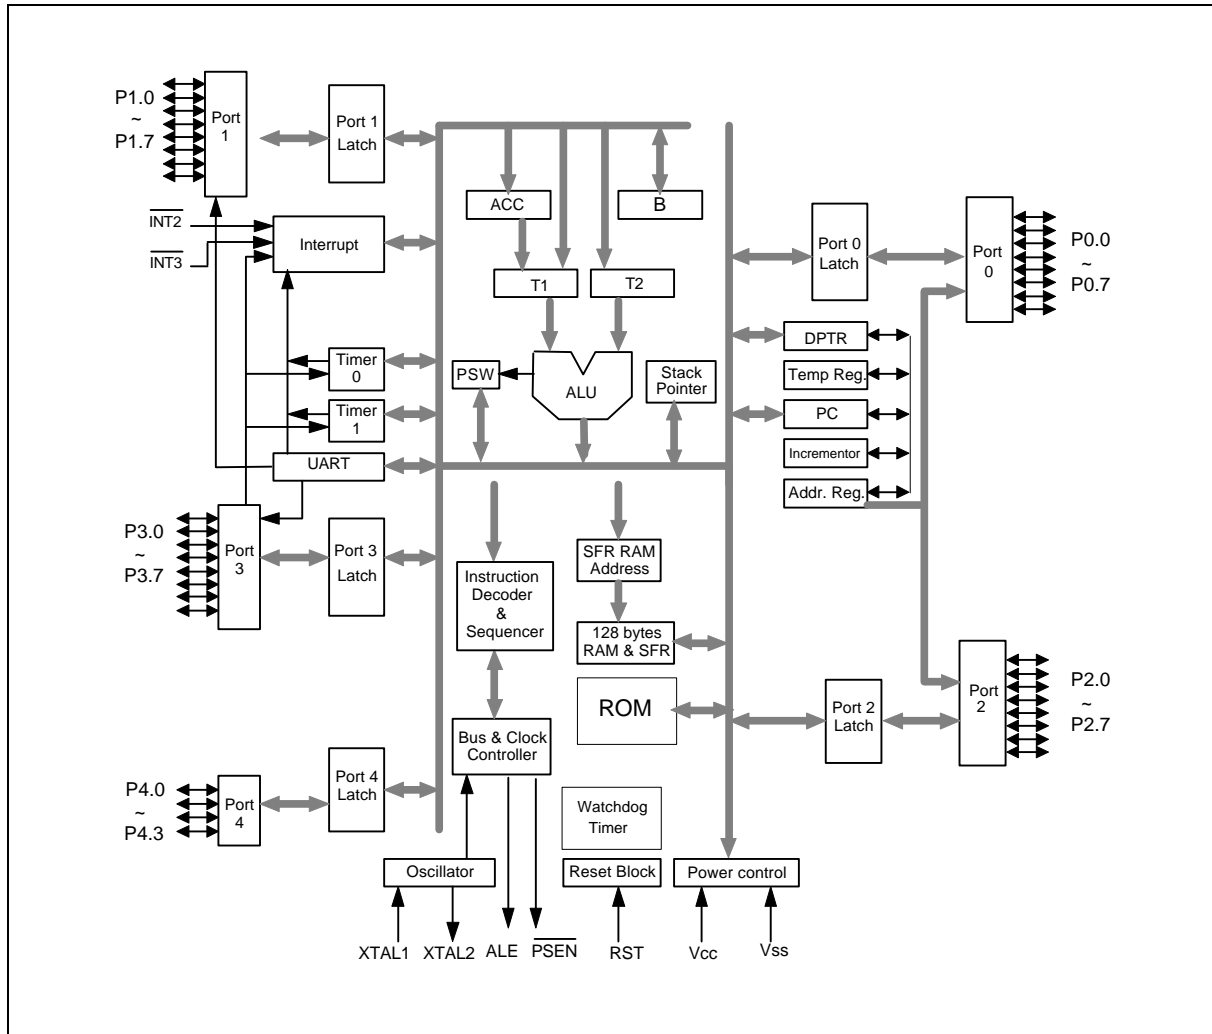 P1.0
~
P1.7
Port
1
Port 1
Latch
INT2
INT3
Interrupt
ACC
B
T1
T2
Port 0
Latch
Port
0
P0.0
~
P0.7
Timer
0
Timer
1
UART
PSW
ALU
Stack
Pointer
DPTR
Temp Reg.
PC
Incrementor
Addr. Reg.
P3.0
~
P3.7
Port
3
Port 3
Latch
Instruction
Decoder
&
Sequencer
SFR RAM
Address
128 bytes
RAM & SFR
ROM
Port 2
Latch
Port
2
P2.0
~
P2.7
Bus & Clock
Controller
P4.0
~
P4.3
Port
4
Port 4
Latch
Watchdog
Timer
Oscillator
Reset Block
Power control
XTAL1
XTAL2
ALE
PSEN
RST
Vcc
Vss